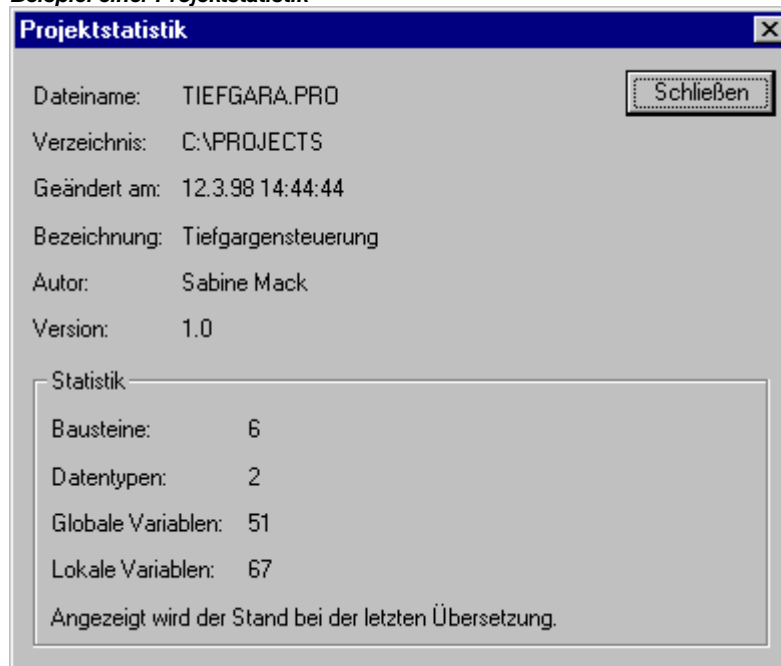 Beispiel einer Projektstatistik
Projektstatistik
Dateiname: TIEFGARA.PRO
Schließen
Verzeichnis: C:\PROJECTS
Geändert am: 12.3.98 14:44:44
Bezeichnung: Tiefgargensteuerung
Autor: Sabine Mack
Version: 1.0
Statistik
Bausteine: 6
Datentypen: 2
Globale Variablen: 51
Lokale Variablen: 67
Angezeigt wird der Stand bei der letzten Übersetzung.